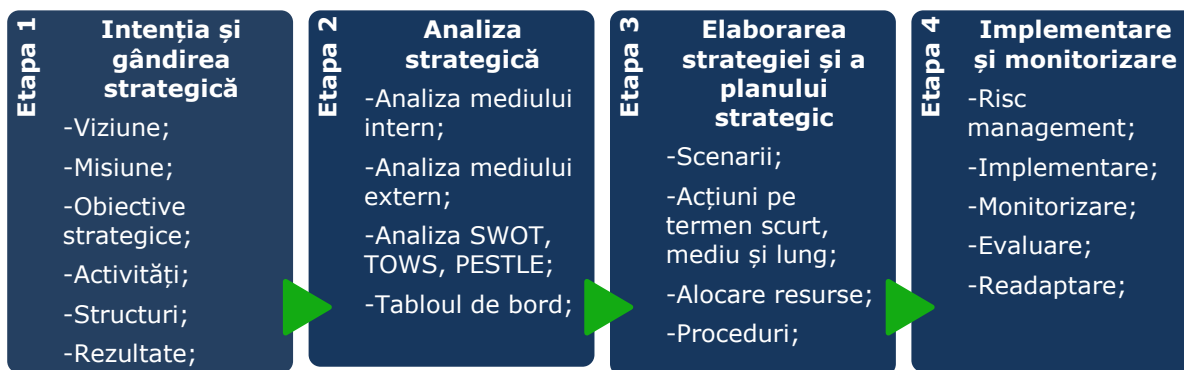 Etapa 1
Intenția și
gândirea
strategică
-Viziune;
-Misiune;
-Obiective
strategice;
-Activități;
-Structuri;
-Rezultate;
Etapa 2
Analiza
strategică
-Analiza mediului
intern;
-Analiza mediului
extern;
-Analiza SWOT,
TOWS, PESTLE;
-Tabloul de bord;
Etapa 3
Elaborarea
strategiei și a
planului
strategic
-Scenarii;
-Acțiuni pe
termen scurt,
mediu și lung;
-Alocare resurse;
-Proceduri;
Etapa 4
Implementare
și monitorizare
-Risc
management;
-Implementare;
-Monitorizare;
-Evaluare;
-Readaptare;